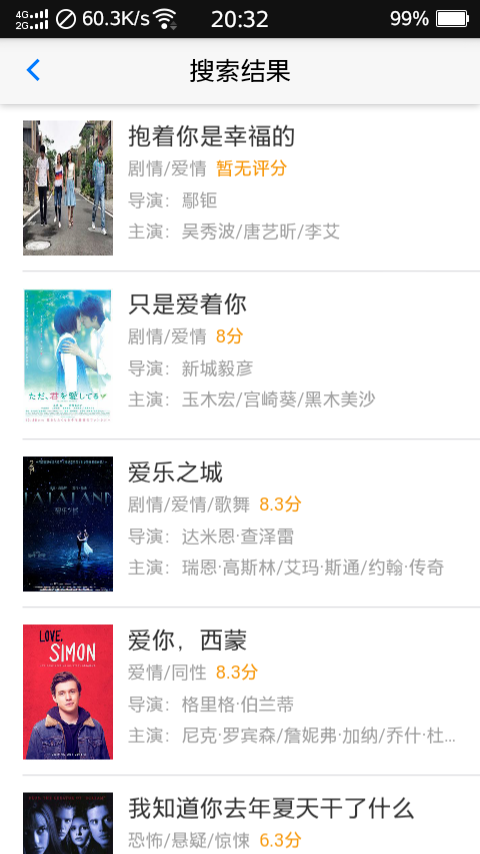 4G
2G
60.3K/s
20:32
99%
搜索结果
抱着你是幸福的
剧情/爱情 暂无评分
导演：鄢钷
主演：吴秀波/唐艺昕/李艾
只是爱着你
剧情/爱情 8分
导演：新城毅彦
主演：玉木宏/宫崎葵/黑木美沙
ただ、君を愛してる
爱乐之城
剧情/爱情/歌舞 8.3分
导演：达米恩·查泽雷
主演：瑞恩·高斯林/艾玛·斯通/约翰·传奇
LALALAND
爱乐之城
爱你，西蒙
爱情/同性 8.3分
导演：格里格·伯兰蒂
主演：尼克·罗宾森/詹妮弗·加纳/乔什·杜...
LOVE,
SIMON
我知道你去年夏天干了什么
恐怖/悬疑/惊悚 6.3分